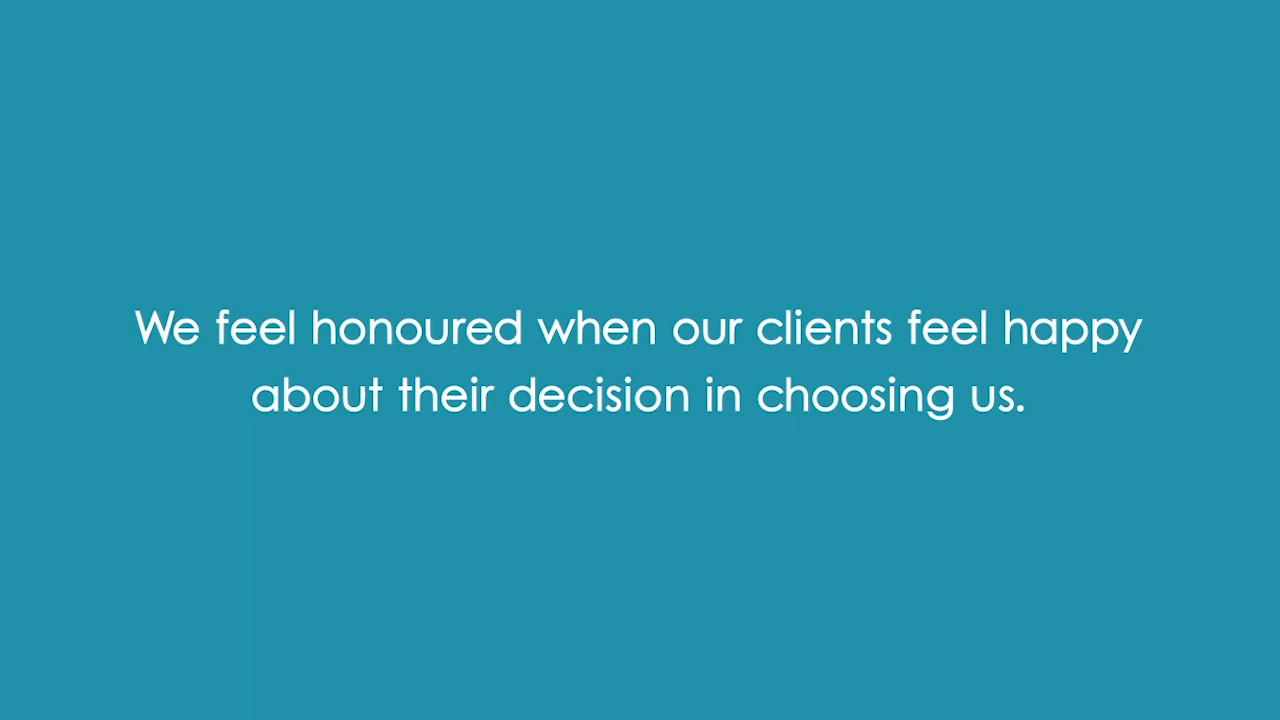 We feel honoured when our clients feel happy
about their decision in choosing us.